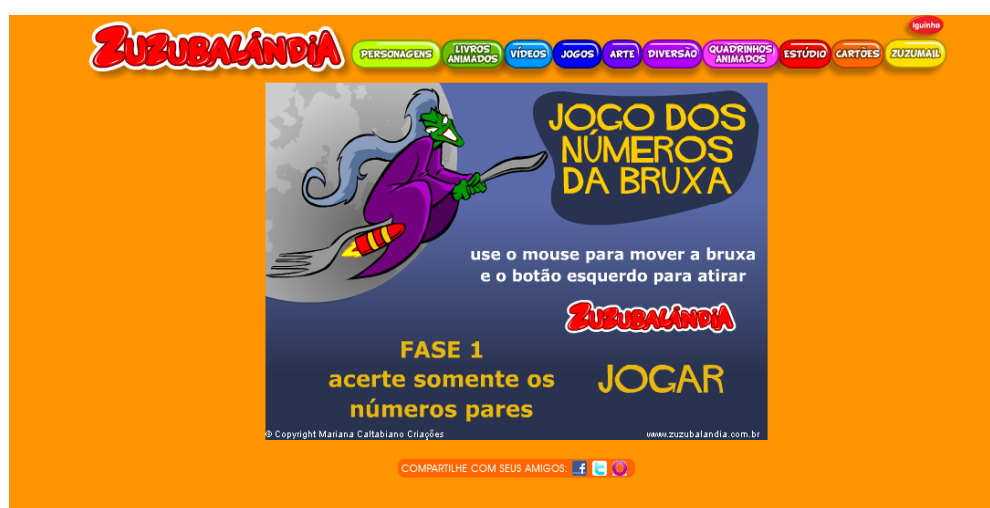 iguinho
ZUZUBALÂNDIA
PERSONAGENS
LIVROS
ANIMADOS
VÍDEOS
JOGOS
ARTE
DIVERSÃO
QUADRINHOS
ANIMADOS
ESTÚDIO
CARTÕES
ZUZUMAIL
JOGO DOS
NÚMEROS
DA BRUXA
use o mouse para mover a bruxa
e o botão esquerdo para atirar
ZUZUBALÂNDIA
FASE 1
acerte somente os
números pares
JOGAR
© Copyright Mariana Caltabiano Criações
www.zuzubalandia.com.br
COMPARTILHE COM SEUS AMIGOS: